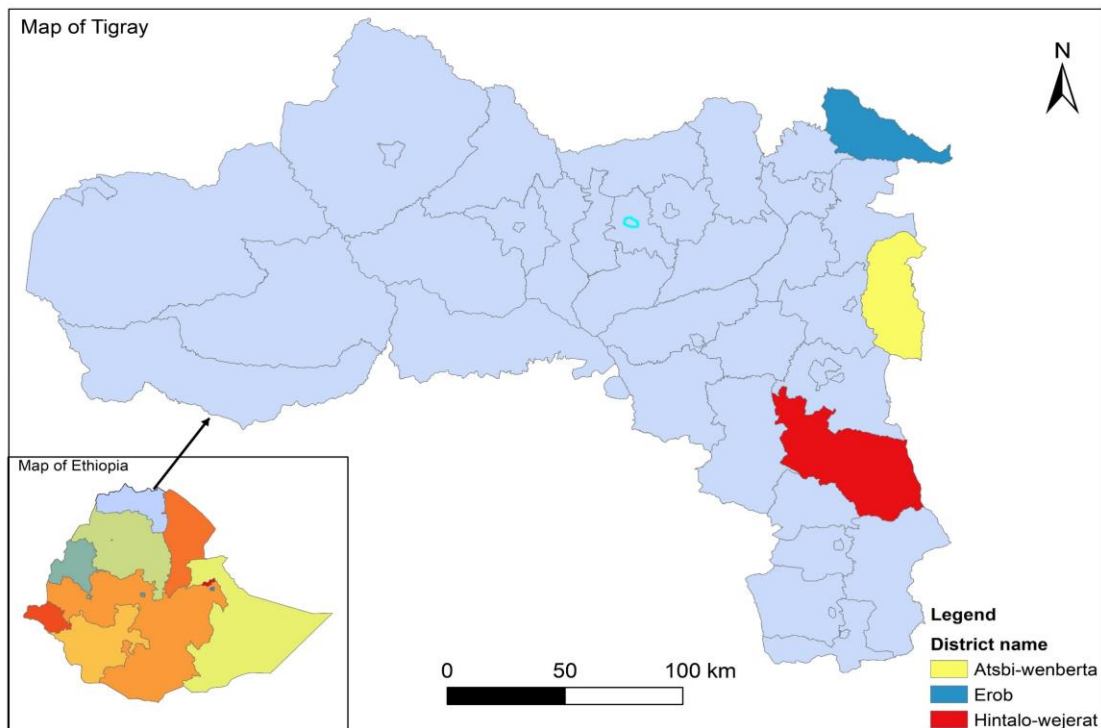 Map of Tigray
N
Map of Ethiopia
0 50 100 km
Legend
District name
Atsbi-wenberta
Erob
Hintalo-wejerat